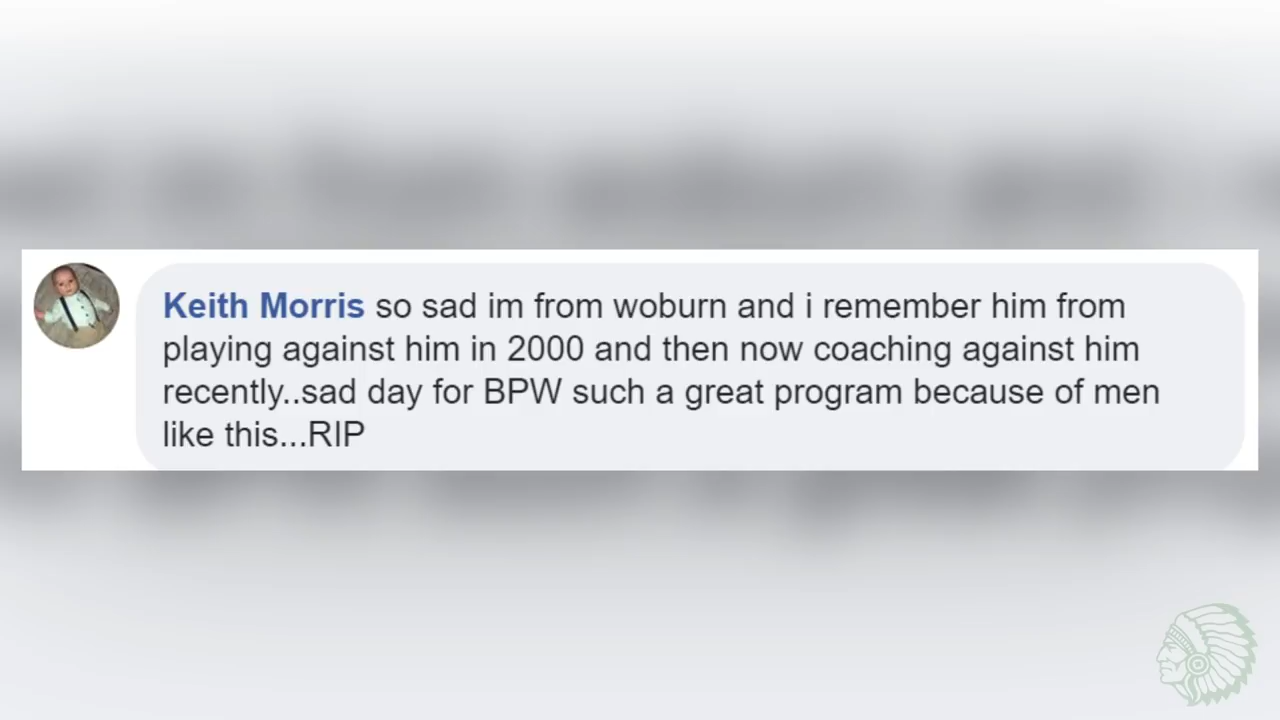 Keith Morris so sad im from woburn and i remember him from
playing against him in 2000 and then now coaching against him
recently..sad day for BPW such a great program because of men
like this...RIP